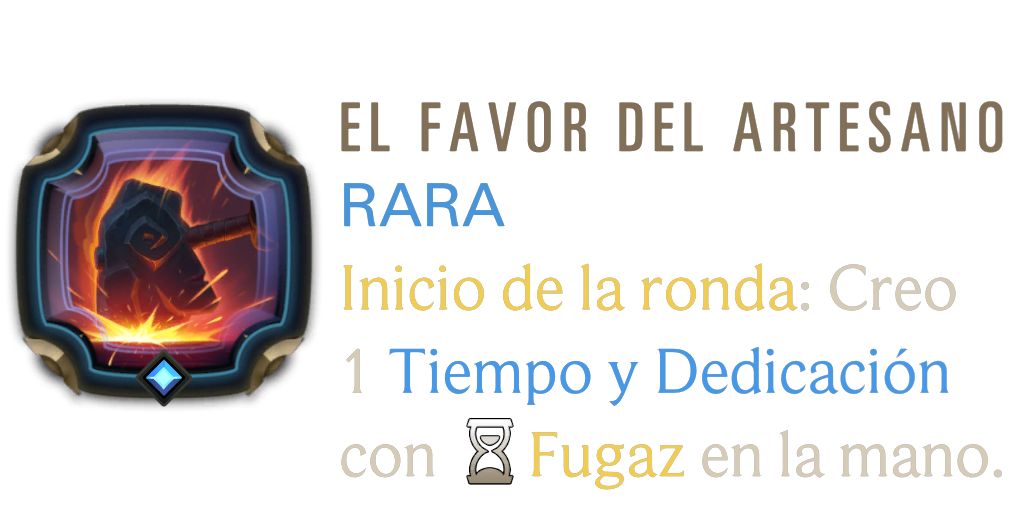 EL FAVOR DEL ARTESANO
RARA
Inicio de la ronda: Creo
1 Tiempo y Dedicación
con Fugaz en la mano.